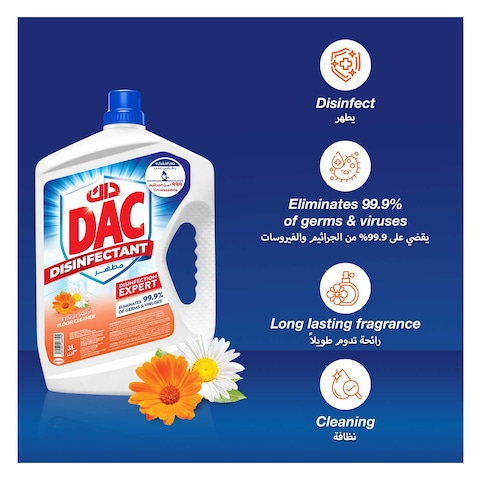 داك
DAC
DISINFECTANT
مطهر
DISINFECTION
EXPERT
ELIMINATES 99.9%
OF GERMS & VIRUSES
FLOOR CLEANER
3L
Disinfect
يطهر
Eliminates 99.9%
of germs & viruses
يقضي على 99.9% من الجراثيم والفيروسات
Long lasting fragrance
رائحة تدوم طويلاً
Cleaning
نظافة